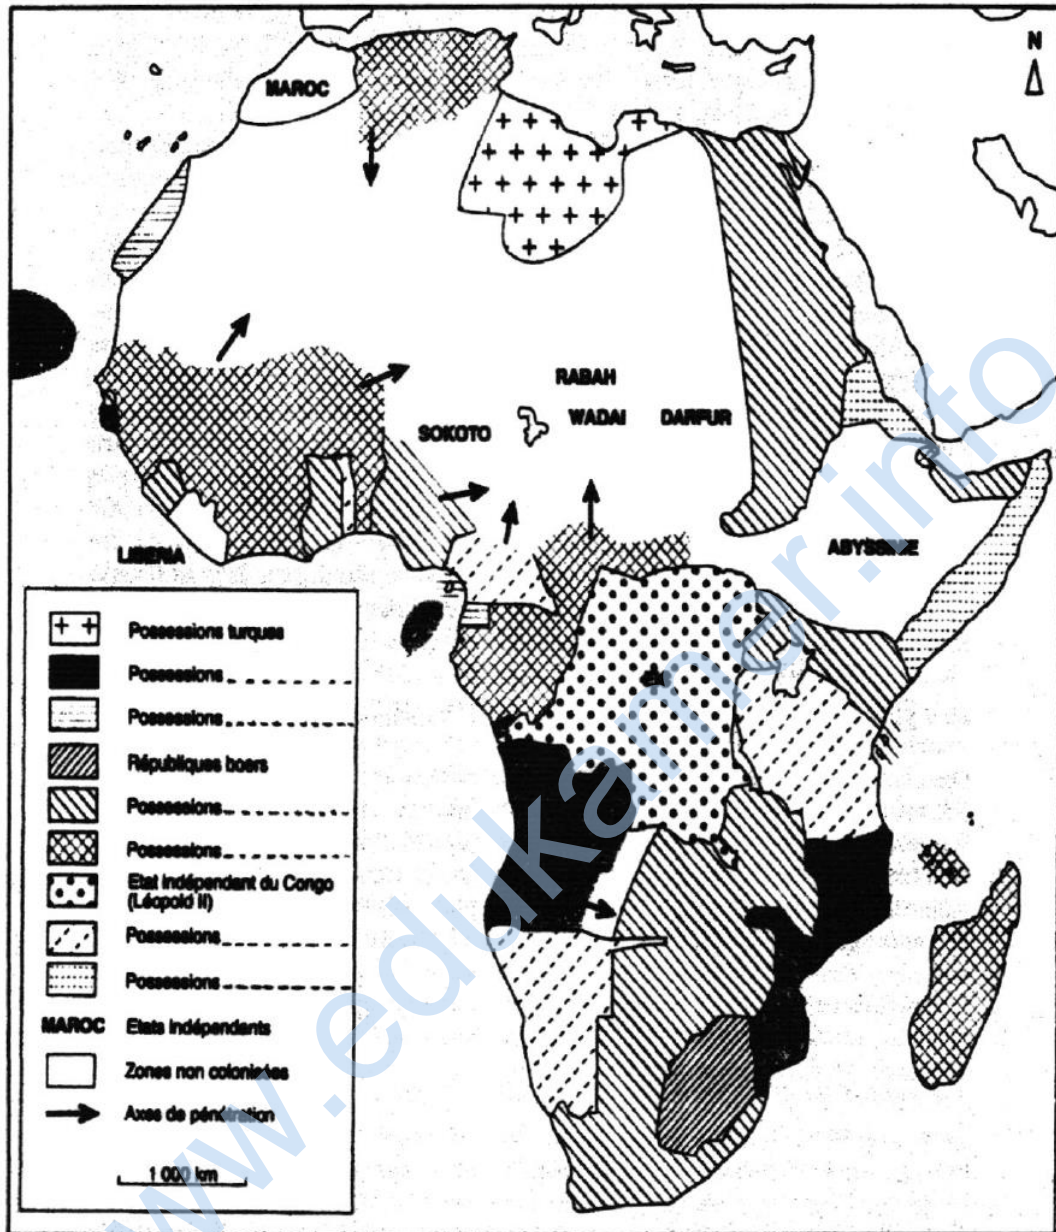 N
MAROC
RABAH
SOKOTO
WADAI
DARFUR
LIBERIA
ABYSSINIE
+ + Possessions turques
Possessions
Possessions
Républiques boers
Possessions
Possessions
Etat Indépendant du Congo
(Léopold II)
Possessions
Possessions
MAROC Etats Indépendants
Zones non colonisées
Axes de pénétration
1 000 km
www.edukamer.info